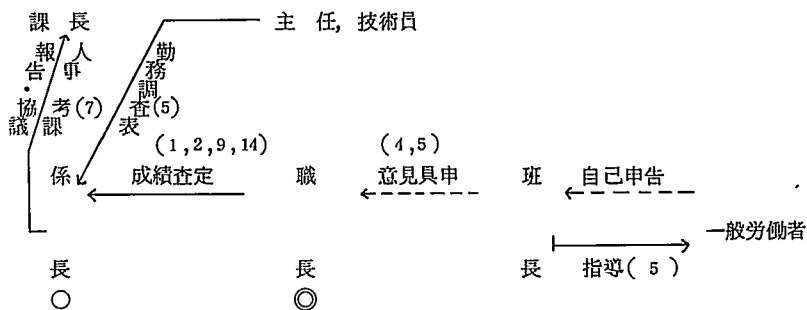 課長
主任,技術員
報告・協議
人事考課(7)
勤務調査表(5)
(1,2,9,14)
(4,5)
係長
成績査定
職長
意見具申
班長
自己申告
一般労働者
指導(5)
○
◎